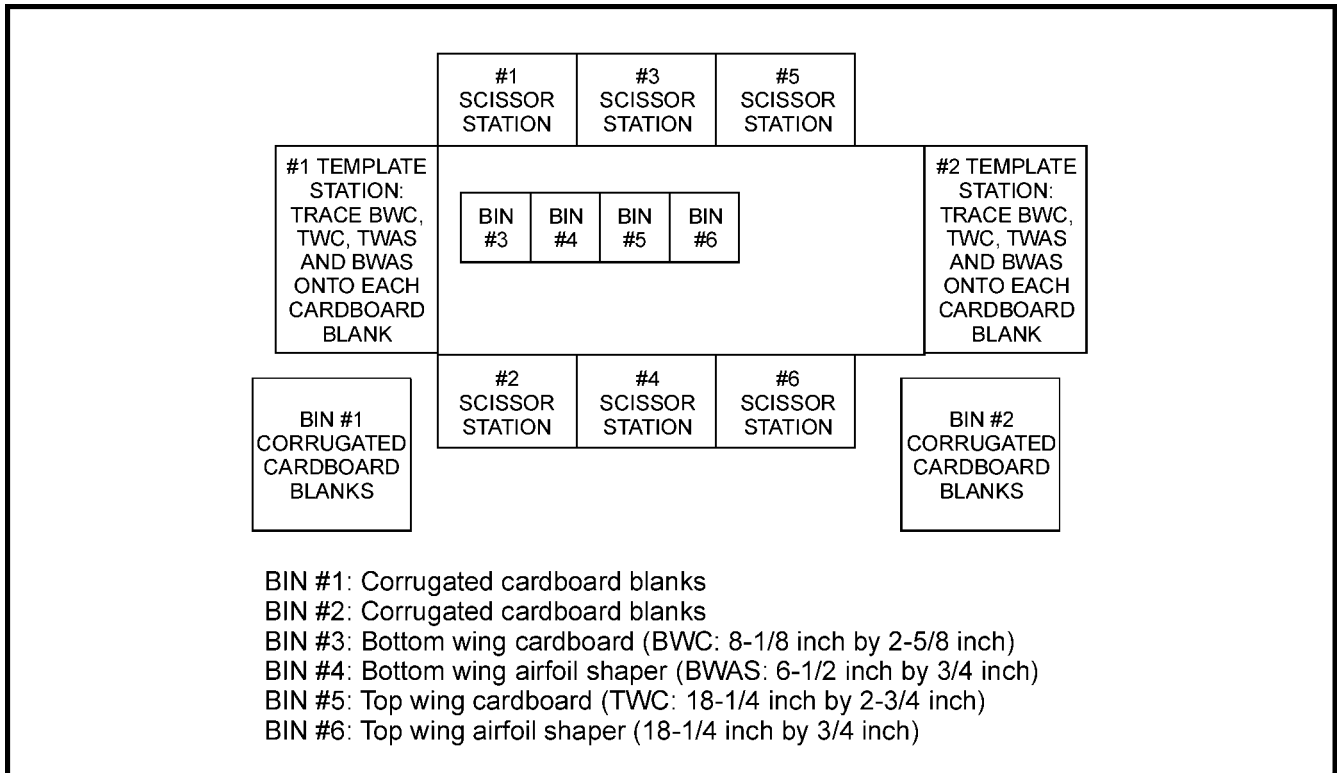 #1
SCISSOR
STATION
#3
SCISSOR
STATION
#5
SCISSOR
STATION
#1 TEMPLATE
STATION:
TRACE BWC,
TWC, TWAS
AND BWAS
ONTO EACH
CARDBOARD
BLANK
BIN
#3
BIN
#4
BIN
#5
BIN
#6
#2 TEMPLATE
STATION:
TRACE BWC,
TWC, TWAS
AND BWAS
ONTO EACH
CARDBOARD
BLANK
#2
SCISSOR
STATION
#4
SCISSOR
STATION
#6
SCISSOR
STATION
BIN #1
CORRUGATED
CARDBOARD
BLANKS
BIN #2
CORRUGATED
CARDBOARD
BLANKS
BIN #1: Corrugated cardboard blanks
BIN #2: Corrugated cardboard blanks
BIN #3: Bottom wing cardboard (BWC: 8-1/8 inch by 2-5/8 inch)
BIN #4: Bottom wing airfoil shaper (BWAS: 6-1/2 inch by 3/4 inch)
BIN #5: Top wing cardboard (TWC: 18-1/4 inch by 2-3/4 inch)
BIN #6: Top wing airfoil shaper (18-1/4 inch by 3/4 inch)